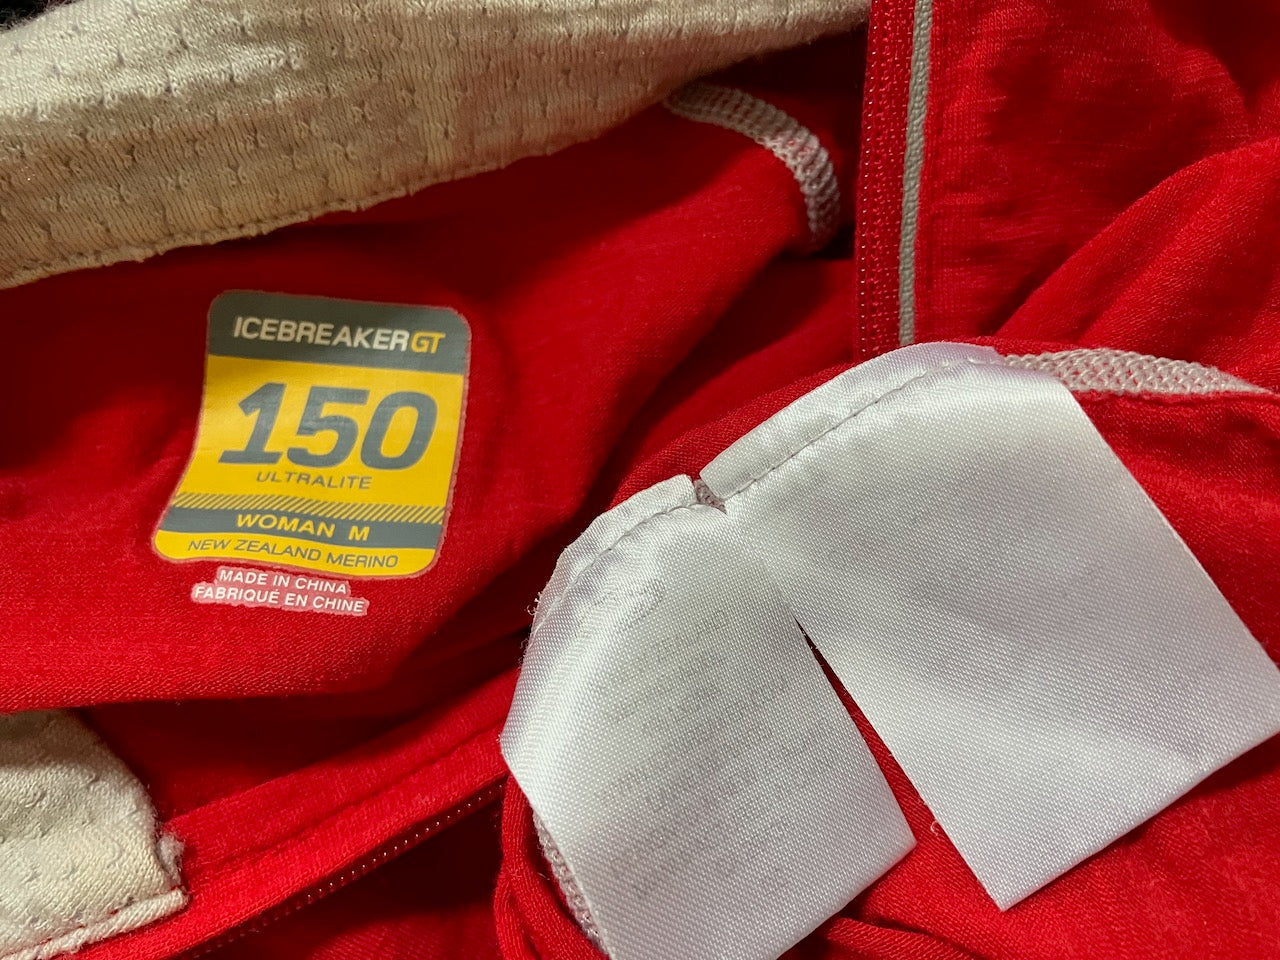 ICEBREAKER GT
150
ULTRALITE
WOMAN M
NEW ZEALAND MERINO
MADE IN CHINA
FABRIQUÉ EN CHINE